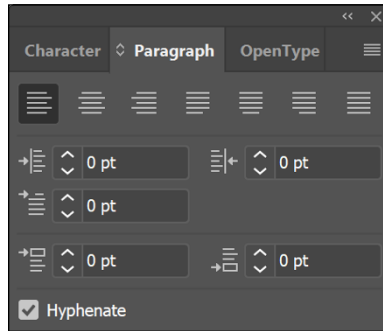 Character Paragraph OpenType
0 pt 0 pt
0 pt
0 pt 0 pt
Hyphenate